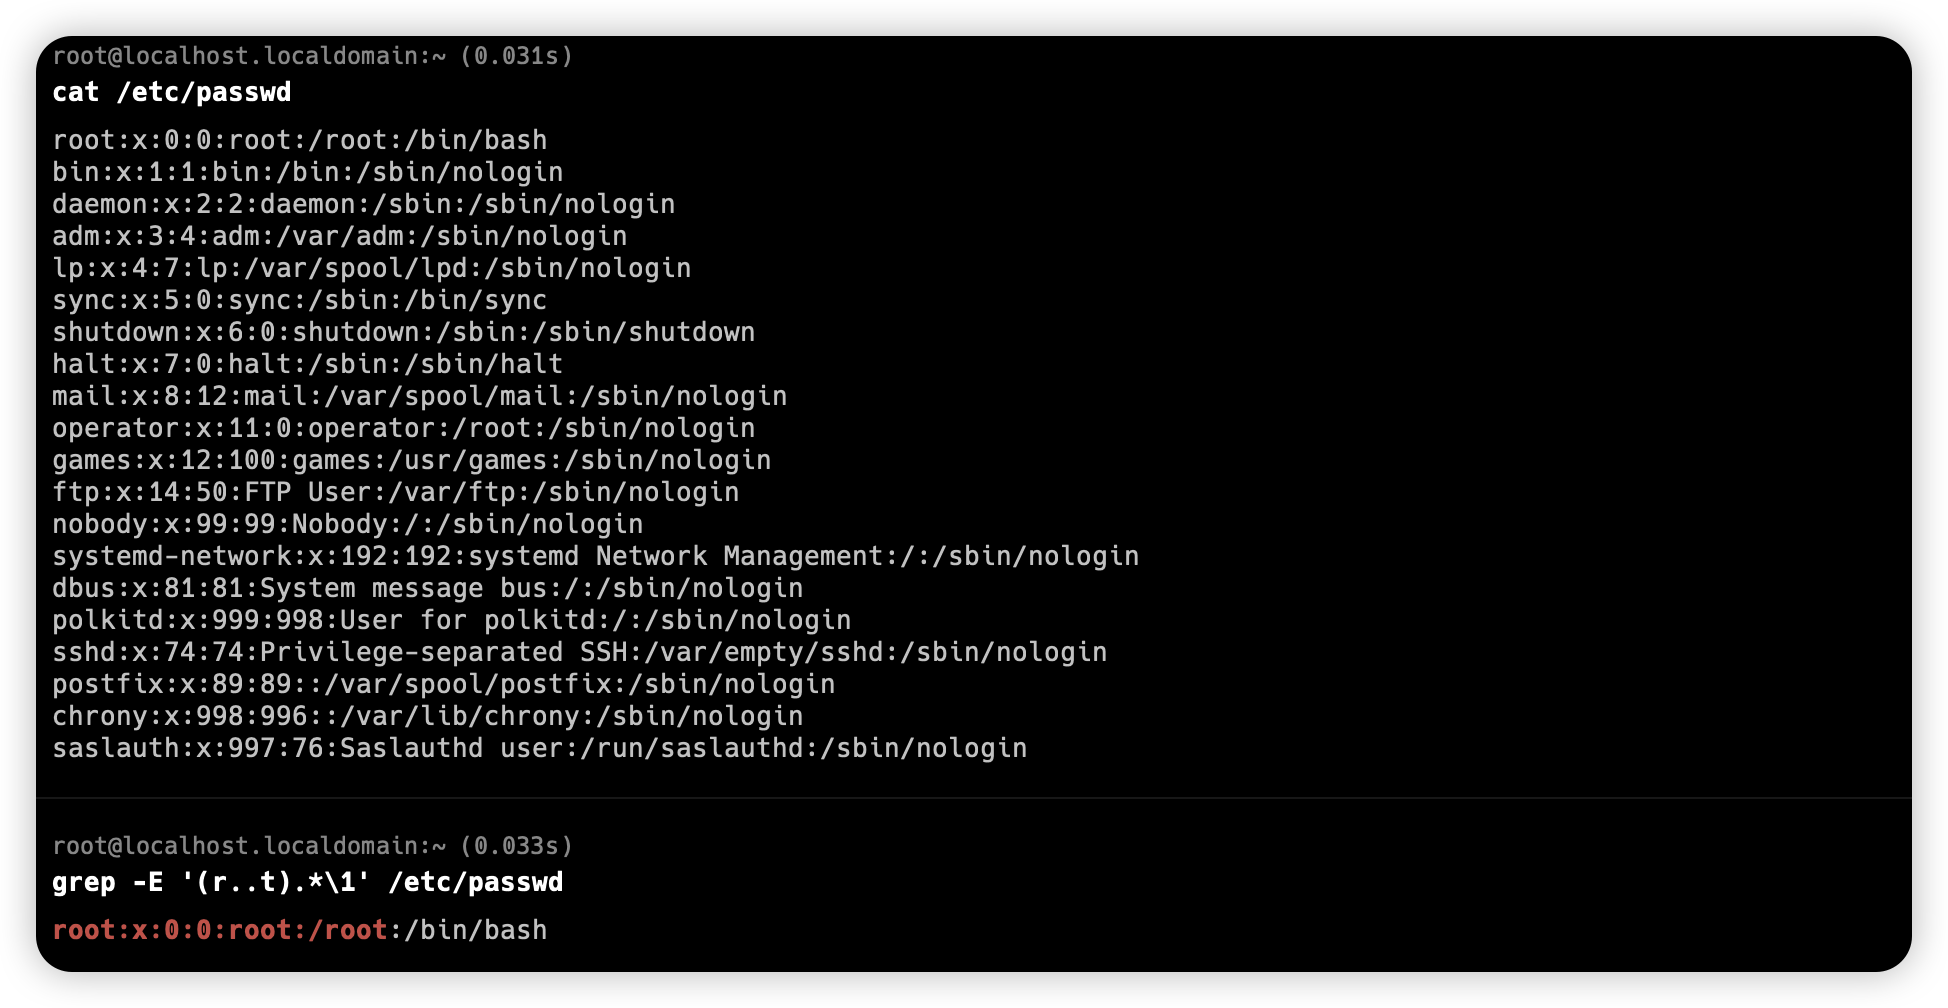 root@localhost.localdomain:~ (0.031s)
cat /etc/passwd
root:x:0:0:root:/root:/bin/bash
bin:x:1:1:bin:/bin:/sbin/nologin
daemon:x:2:2:daemon:/sbin:/sbin/nologin
adm:x:3:4:adm:/var/adm:/sbin/nologin
lp:x:4:7:lp:/var/spool/lpd:/sbin/nologin
sync:x:5:0:sync:/sbin:/bin/sync
shutdown:x:6:0:shutdown:/sbin:/sbin/shutdown
halt:x:7:0:halt:/sbin:/sbin/halt
mail:x:8:12:mail:/var/spool/mail:/sbin/nologin
operator:x:11:0:operator:/root:/sbin/nologin
games:x:12:100:games:/usr/games:/sbin/nologin
ftp:x:14:50:FTP User:/var/ftp:/sbin/nologin
nobody:x:99:99:Nobody:/:/sbin/nologin
systemd-network:x:192:192:systemd Network Management:/:/sbin/nologin
dbus:x:81:81:System message bus:/:/sbin/nologin
polkitd:x:999:998:User for polkitd:/:/sbin/nologin
sshd:x:74:74:Privilege-separated SSH:/var/empty/sshd:/sbin/nologin
postfix:x:89:89::/var/spool/postfix:/sbin/nologin
chrony:x:998:996::/var/lib/chrony:/sbin/nologin
saslauth:x:997:76:Saslauthd user:/run/saslauthd:/sbin/nologin
root@localhost.localdomain:~ (0.033s)
grep -E '(r..t).*\1' /etc/passwd
root:x:0:0:root:/root:/bin/bash